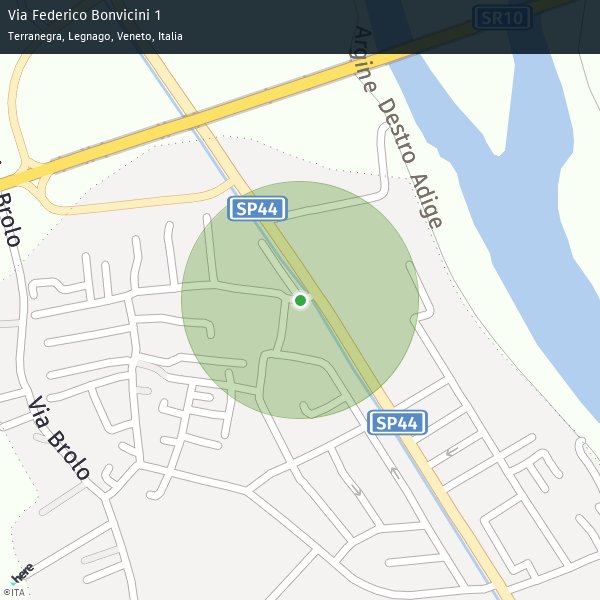 Via Federico Bonvicini 1
Terranegra, Legnago, Veneto, Italia
SR10
Argine Destro Adige
Brolo
SP44
SP44
Via Brolo
here
©ITA